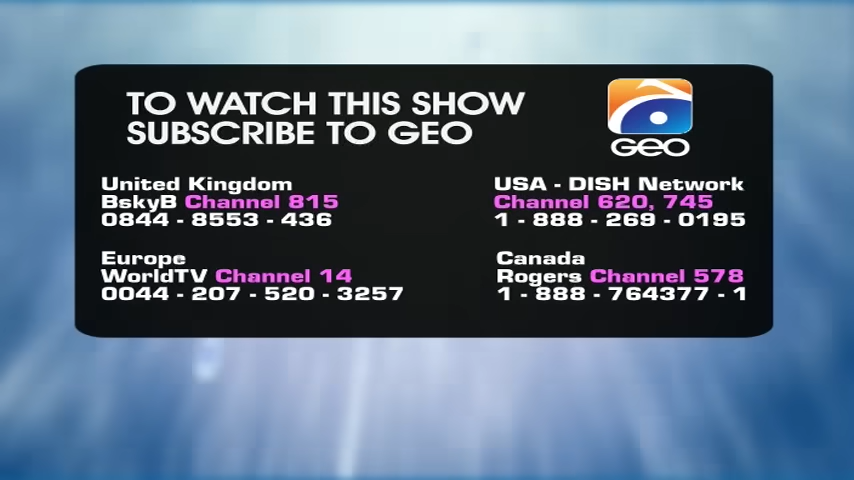 TO WATCH THIS SHOW
SUBSCRIBE TO GEO
GEO
United Kingdom
BskyB Channel 815
0844 - 8553 - 436
USA - DISH Network
Channel 620, 745
1 - 888 - 269 - 0195
Europe
WorldTV Channel 14
0044 - 207 - 520 - 3257
Canada
Rogers Channel 578
1 - 888 - 764377 - 1